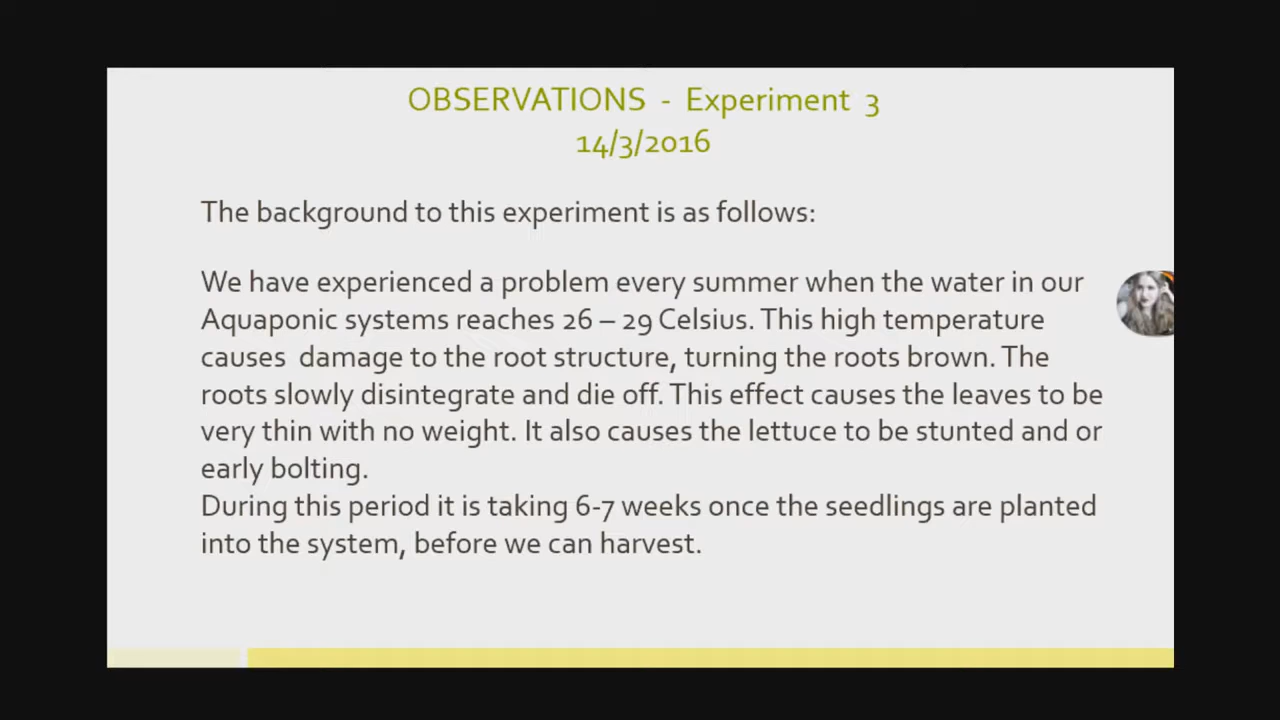 OBSERVATIONS - Experiment 3
14/3/2016
The background to this experiment is as follows:
We have experienced a problem every summer when the water in our
Aquaponic systems reaches 26 – 29 Celsius. This high temperature
causes  damage to the root structure, turning the roots brown. The
roots slowly disintegrate and die off. This effect causes the leaves to be
very thin with no weight. It also causes the lettuce to be stunted and or
early bolting.
During this period it is taking 6-7 weeks once the seedlings are planted
into the system, before we can harvest.